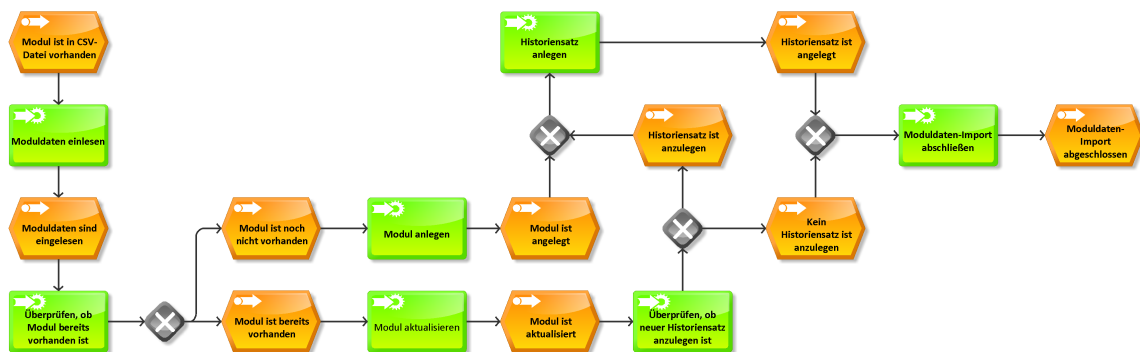 Modul ist in CSV-
Datei vorhanden
Moduldaten einlesen
Moduldaten sind
eingelesen
Überprüfen, ob
Modul bereits
vorhanden ist
Modul ist noch
nicht vorhanden
Modul anlegen
Modul ist
angelegt
Modul ist bereits
vorhanden
Modul aktualisieren
Modul ist
aktualisiert
Überprüfen, ob
neuer Historiensatz
anzulegen ist
Historiensatz ist
anzulegen
Kein
Historiensatz ist
anzulegen
Historiensatz
anlegen
Historiensatz ist
angelegt
Moduldaten-Import
abschließen
Moduldaten-
Import
abgeschlossen